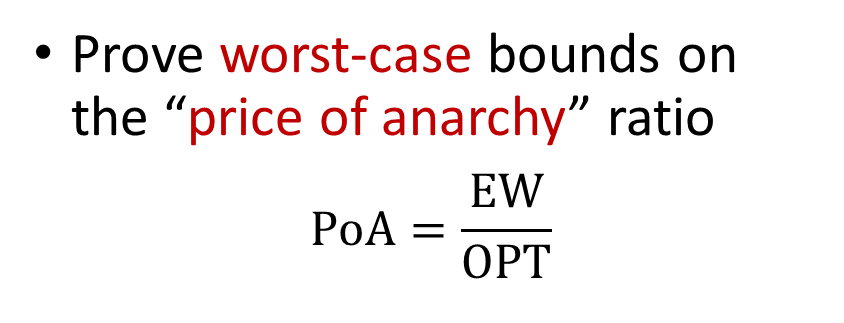 • Prove worst-case bounds on
the “price of anarchy” ratio
PoA = EW/OPT